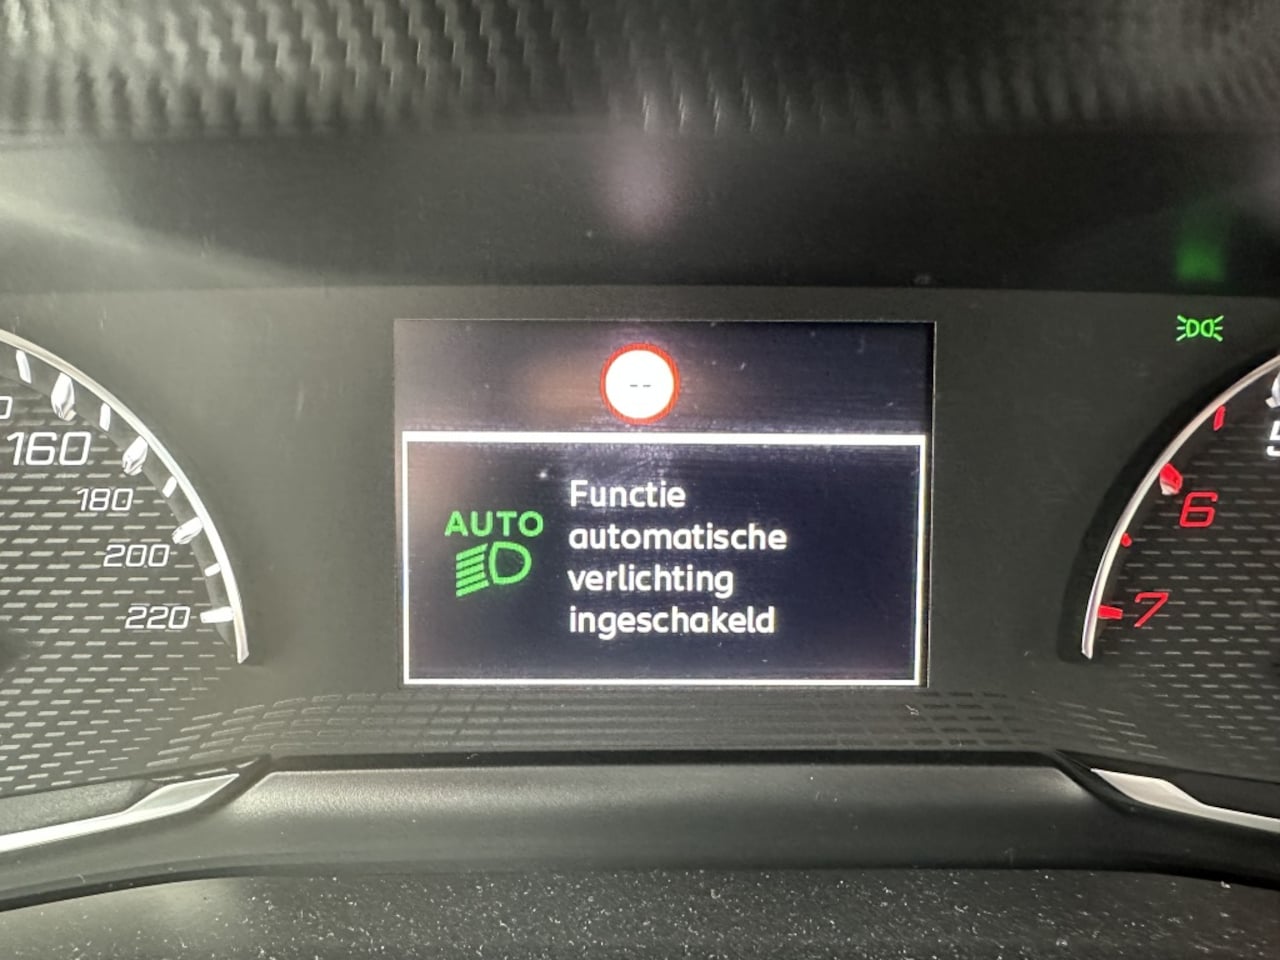 --
160
180
200
220
AUTO
Functie
automatische
verlichting
ingeschakeld
6
7